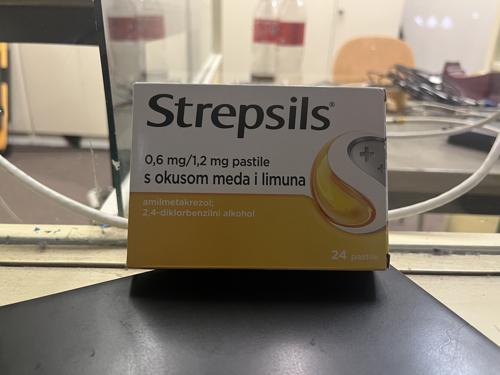 Strepsils®
0,6 mg/1,2 mg pastile
s okusom meda i limuna
amilmetakrezol;
2,4-diklorbenzilni alkohol
24 pastile